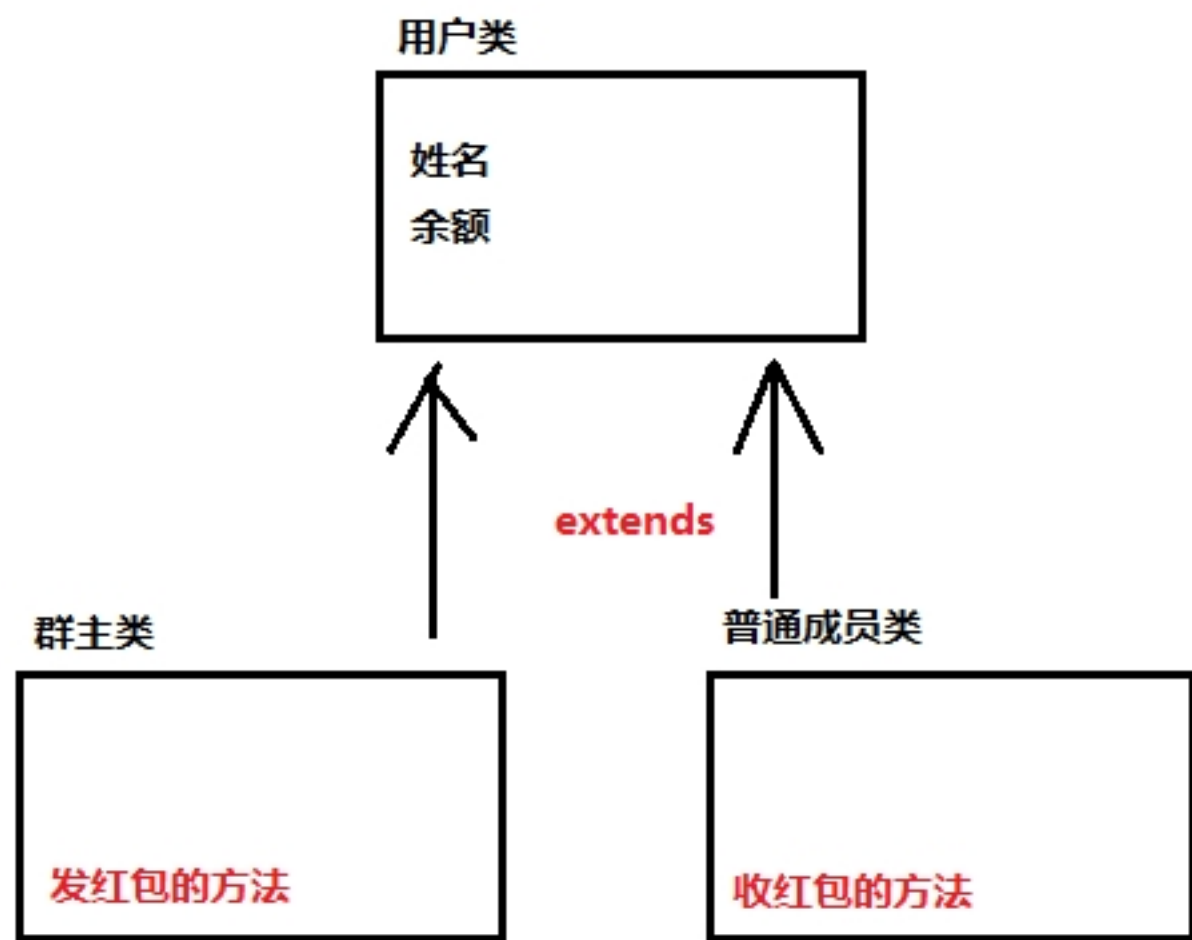 用户类
姓名
余额
extends
群主类
普通成员类
发红包的方法
收红包的方法